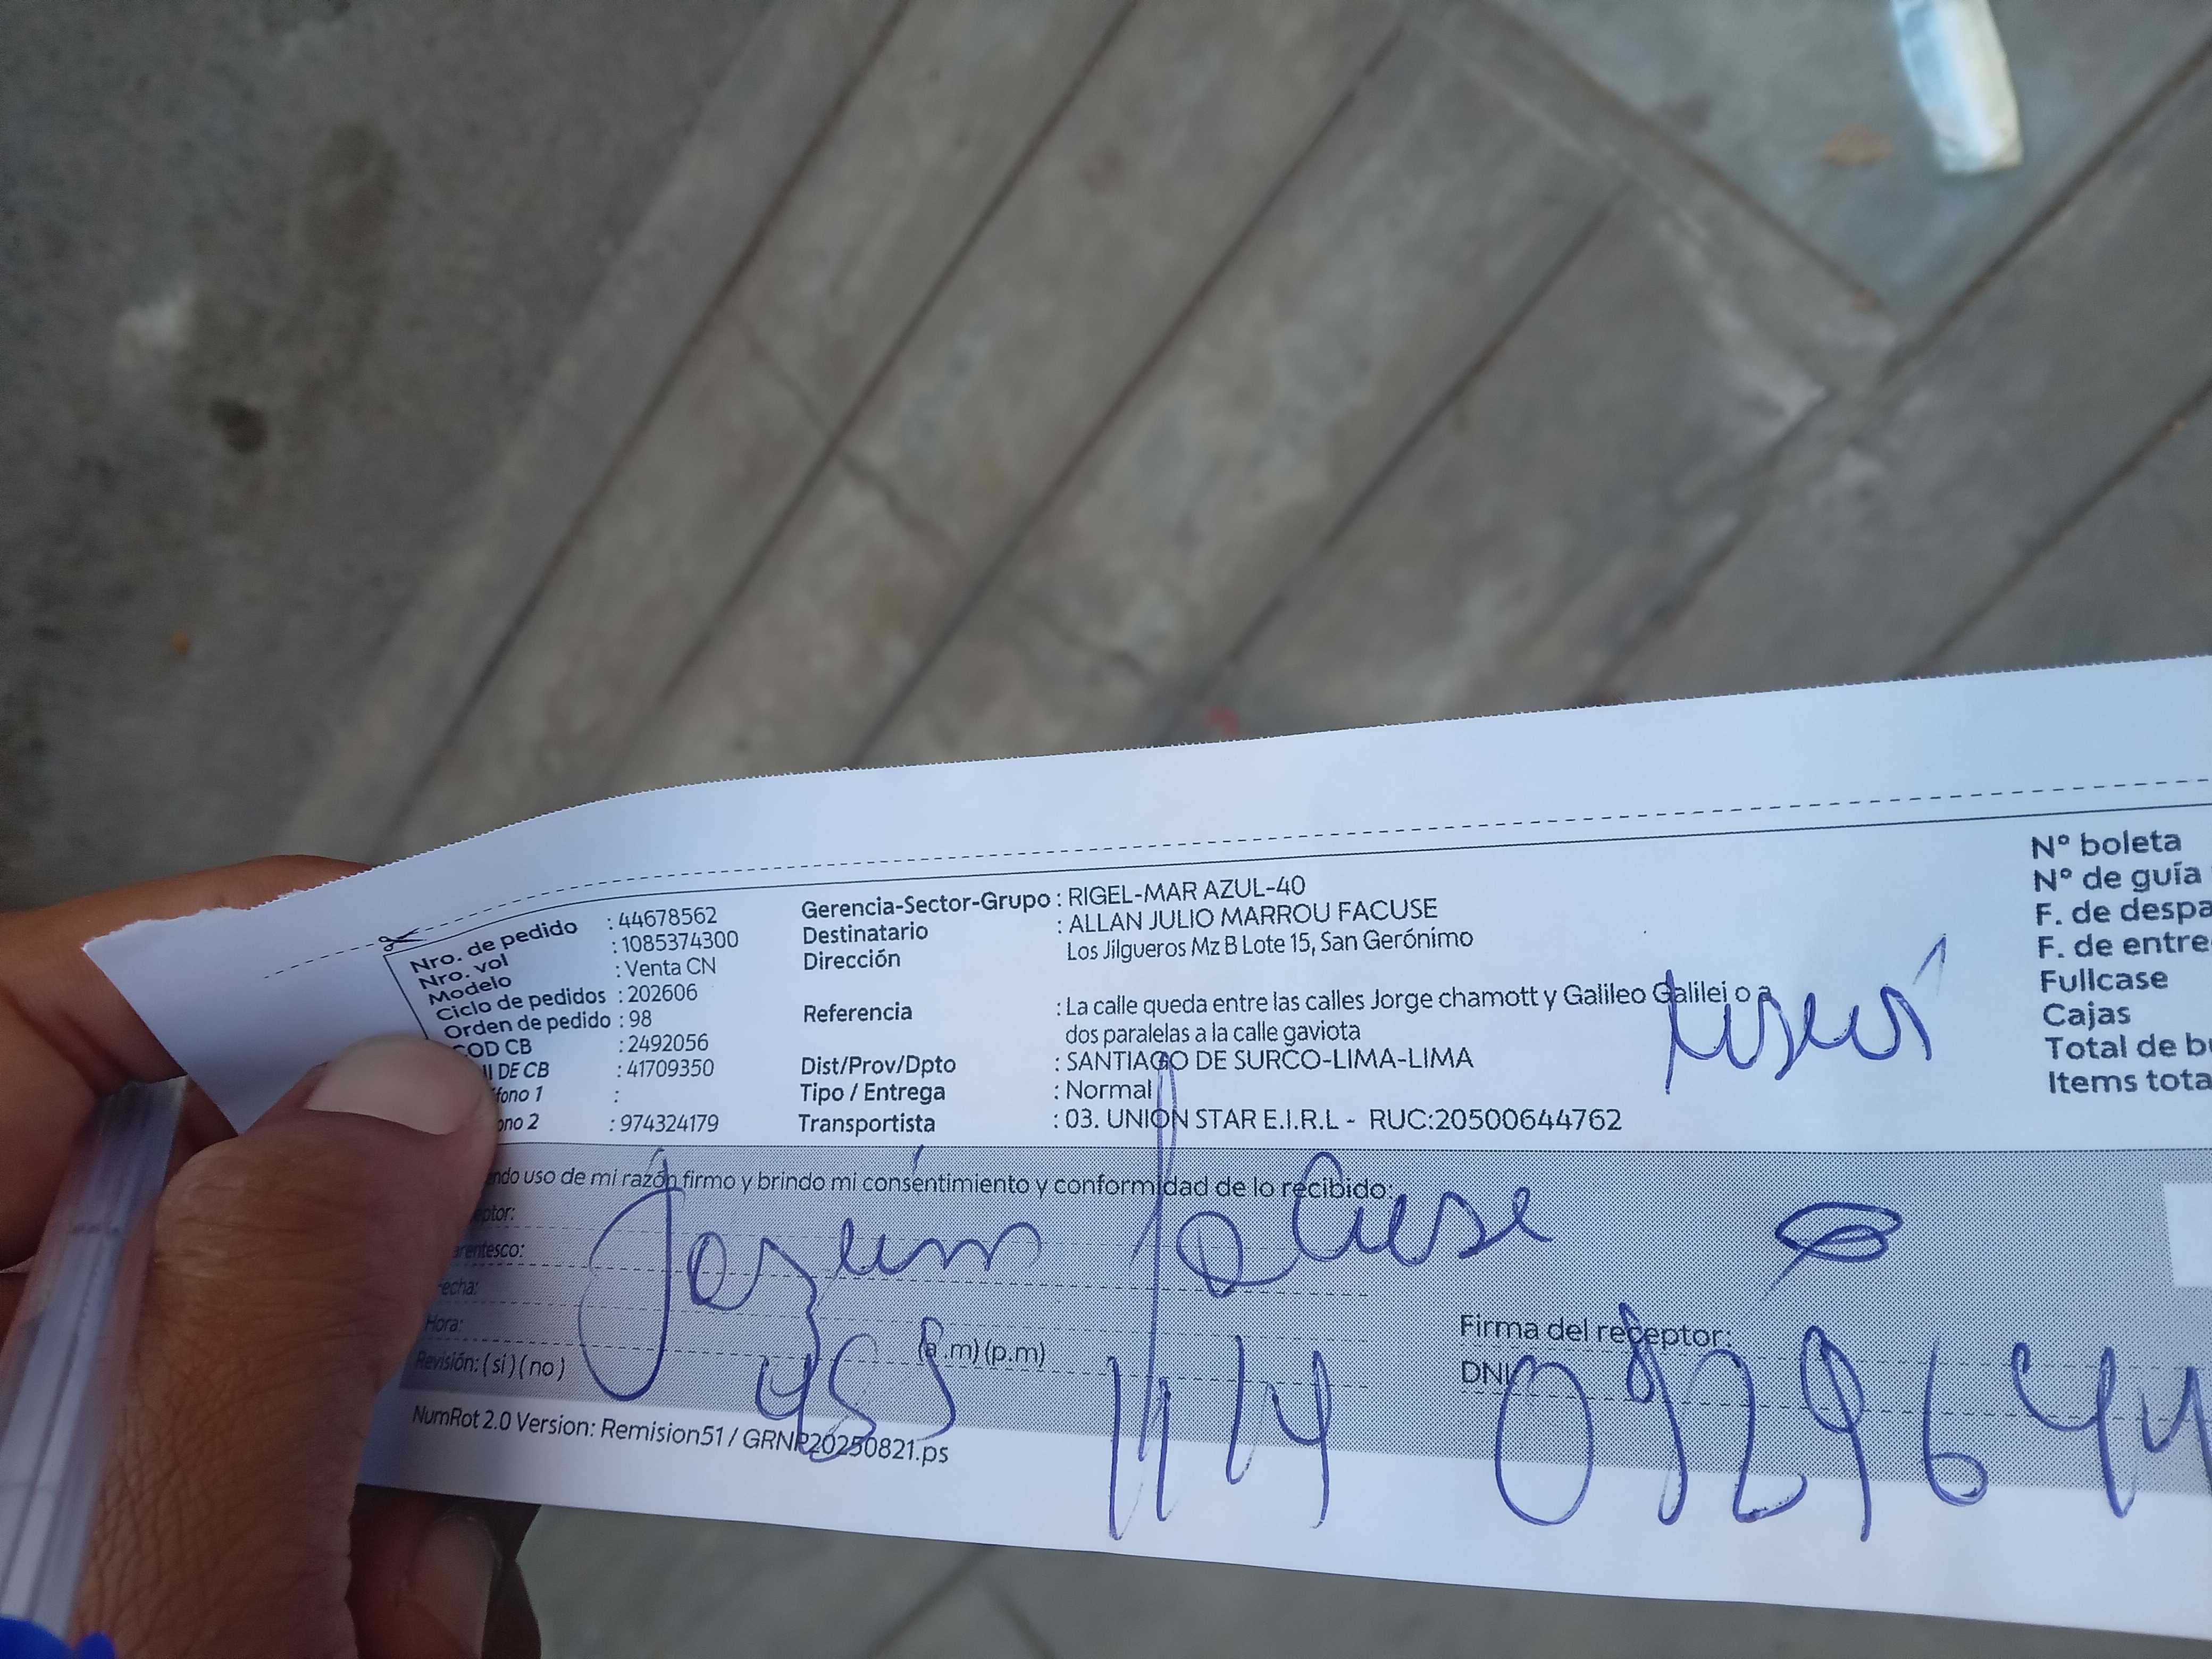 Nro. de pedido : 44678562
Nro. vol : 1085374300
Modelo : Venta CN
Ciclo de pedidos : 202606
Orden de pedido : 98
COD CB : 2492056
DE CB : 41709350
fono 1 :
ono 2 : 974324179
Gerencia-Sector-Grupo : RIGEL-MAR AZUL-40
Destinatario : ALLAN JULIO MARROU FACUSE
Dirección Los Jilgueros Mz B Lote 15, San Gerónimo
Referencia : La calle queda entre las calles Jorge chamott y Galileo Galilei o a
dos paralelas a la calle gaviota
Dist/Prov/Dpto : SANTIAGO DE SURCO-LIMA-LIMA
Tipo / Entrega : Normal
Transportista : 03. UNION STAR E.I.R.L - RUC:20500644762
N° boleta
N° de guía
F. de despa
F. de entre
Fullcase
Cajas
Total de bu
Items tota
ndo uso de mi razón firmo y brindo mi consentimiento y conformidad de lo recibido:
ptor:
arentesco:
Fecha:
Hora: (a.m) (p.m)
Revisión: (si) (no)
Facuse
Firma del receptor:
DNI
NumRot 2.0 Version: Remision51 / GRNP20250821.ps